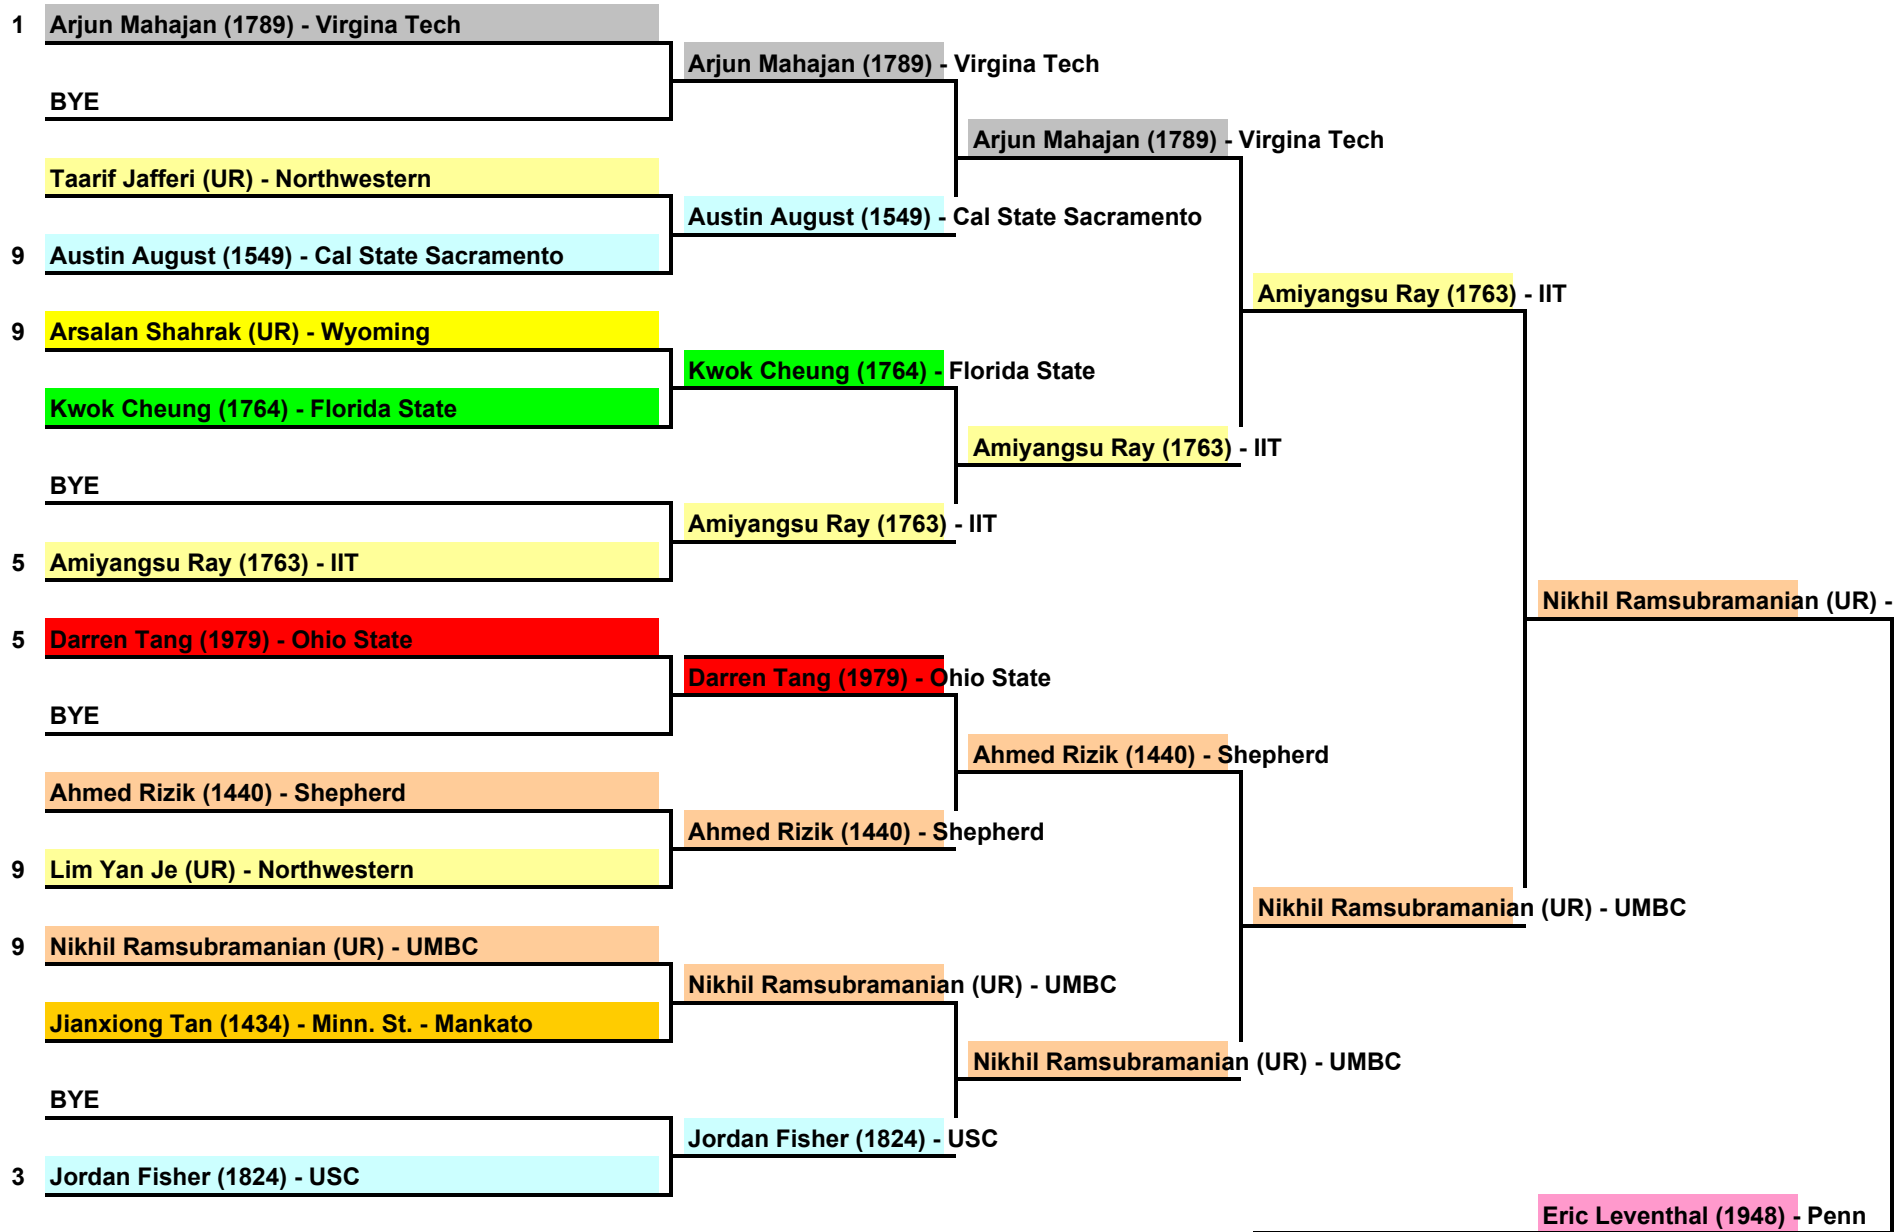 1 Arjun Mahajan (1789) - Virgina Tech
Arjun Mahajan (1789) - Virgina Tech
BYE
Arjun Mahajan (1789) - Virgina Tech
Taarif Jafferi (UR) - Northwestern
Austin August (1549) - Cal State Sacramento
9 Austin August (1549) - Cal State Sacramento
Amiyangsu Ray (1763) - IIT
9 Arsalan Shahrak (UR) - Wyoming
Kwok Cheung (1764) - Florida State
Kwok Cheung (1764) - Florida State
Amiyangsu Ray (1763) - IIT
BYE
Amiyangsu Ray (1763) - IIT
5 Amiyangsu Ray (1763) - IIT
Nikhil Ramsubramanian (UR) -
5 Darren Tang (1979) - Ohio State
Darren Tang (1979) - Ohio State
BYE
Ahmed Rizik (1440) - Shepherd
Ahmed Rizik (1440) - Shepherd
Ahmed Rizik (1440) - Shepherd
9 Lim Yan Je (UR) - Northwestern
Nikhil Ramsubramanian (UR) - UMBC
9 Nikhil Ramsubramanian (UR) - UMBC
Nikhil Ramsubramanian (UR) - UMBC
Jianxiong Tan (1434) - Minn. St. - Mankato
Nikhil Ramsubramanian (UR) - UMBC
BYE
Jordan Fisher (1824) - USC
3 Jordan Fisher (1824) - USC
Eric Leventhal (1948) - Penn